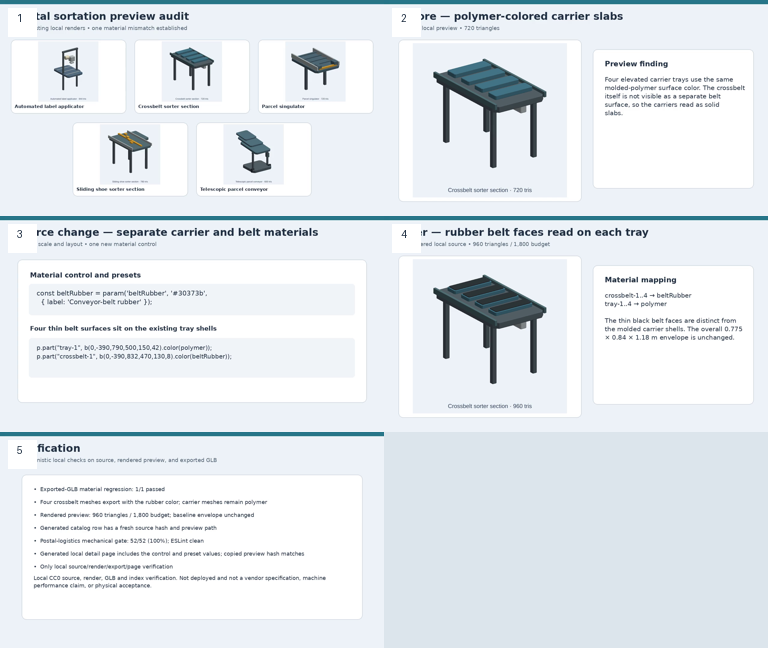 1
tal sortation preview audit
ting local renders • one material mismatch established
Automated label applicator
Crossbelt sorter section
Parcel singulator
Sliding shoe sorter section
Telescopic parcel conveyor
2
ore — polymer-colored carrier slabs
local preview • 720 triangles
Crossbelt sorter section · 720 tris
Preview finding
Four elevated carrier trays use the same
molded-polymer surface color. The crossbelt
itself is not visible as a separate belt
surface, so the carriers read as solid
slabs.
3
rce change — separate carrier and belt materials
scale and layout • one new material control
Material control and presets
const beltRubber = param('beltRubber', '#30373b',
{ label: 'Conveyor-belt rubber' });
Four thin belt surfaces sit on the existing tray shells
p.part("tray-1", b(0,-390,790,500,150,42).color(polymer));
p.part("crossbelt-1", b(0,-390,832,470,130,8).color(beltRubber));
4
er — rubber belt faces read on each tray
ered local source • 960 triangles / 1,800 budget
Crossbelt sorter section · 960 tris
Material mapping
crossbelt-1..4 → beltRubber
tray-1..4 → polymer
The thin black belt faces are distinct from
the molded carrier shells. The overall 0.775
× 0.84 × 1.18 m envelope is unchanged.
5
fication
nistic local checks on source, rendered preview, and exported GLB
• Exported-GLB material regression: 1/1 passed
• Four crossbelt meshes export with the rubber color; carrier meshes remain polymer
• Rendered preview: 960 triangles / 1,800 budget; baseline envelope unchanged
• Generated catalog row has a fresh source hash and preview path
• Postal-logistics mechanical gate: 52/52 (100%); ESLint clean
• Generated local detail page includes the control and preset values; copied preview hash matches
• Only local source/render/export/page verification
Local CC0 source, render, GLB and index verification. Not deployed and not a vendor specification, machine
performance claim, or physical acceptance.